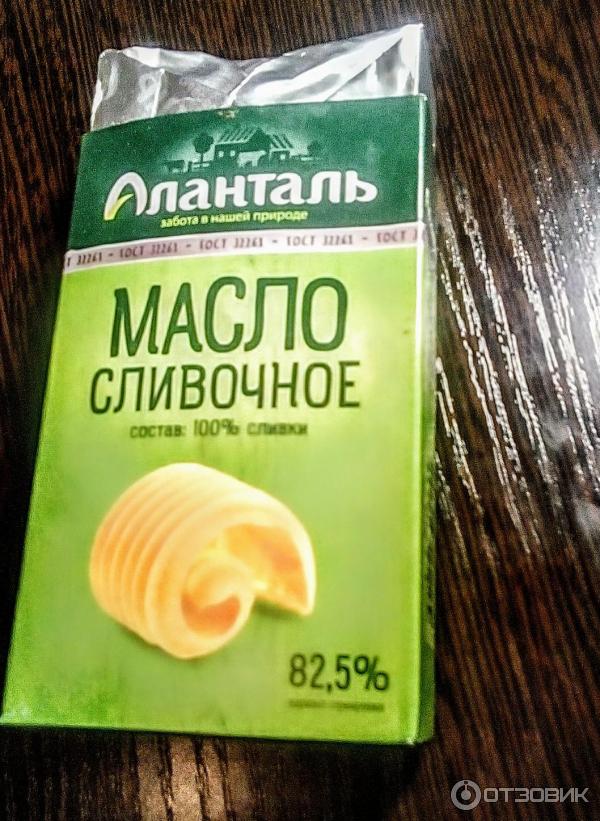 Аланталь
забота в нашей природе
ГОСТ 32261 - ГОСТ 32261 - ГОСТ 32261 - ГОСТ 3
МАСЛО
СЛИВОЧНОЕ
состав: 100% сливки
82,5%
ОТЗОВИК